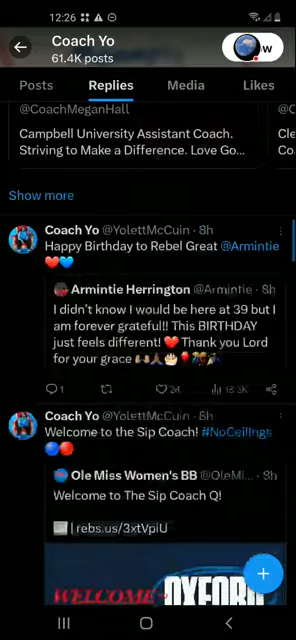 12:26
Coach Yo
61.4K posts
Posts Replies Media Likes
@CoachMeganHall
Campbell University Assistant Coach.
Striving to Make a Difference. Love Go...
Show more
Coach Yo @YolettMcCuin · 8h
Happy Birthday to Rebel Great @Armintie
Armintie Herrington @Armintie · 8h
I didn't know I would be here at 39 but I
am forever grateful!! This BIRTHDAY
just feels different! ❤️ Thank you Lord
for your grace
1
Coach Yo @YolettMcCuin · 8h
Welcome to the Sip Coach! #NoCeilings
Ole Miss Women's BB @OleMi... · 8h
Welcome to The Sip Coach Q!
rebs.us/3xtVpiU
WELCOME
OXFORD